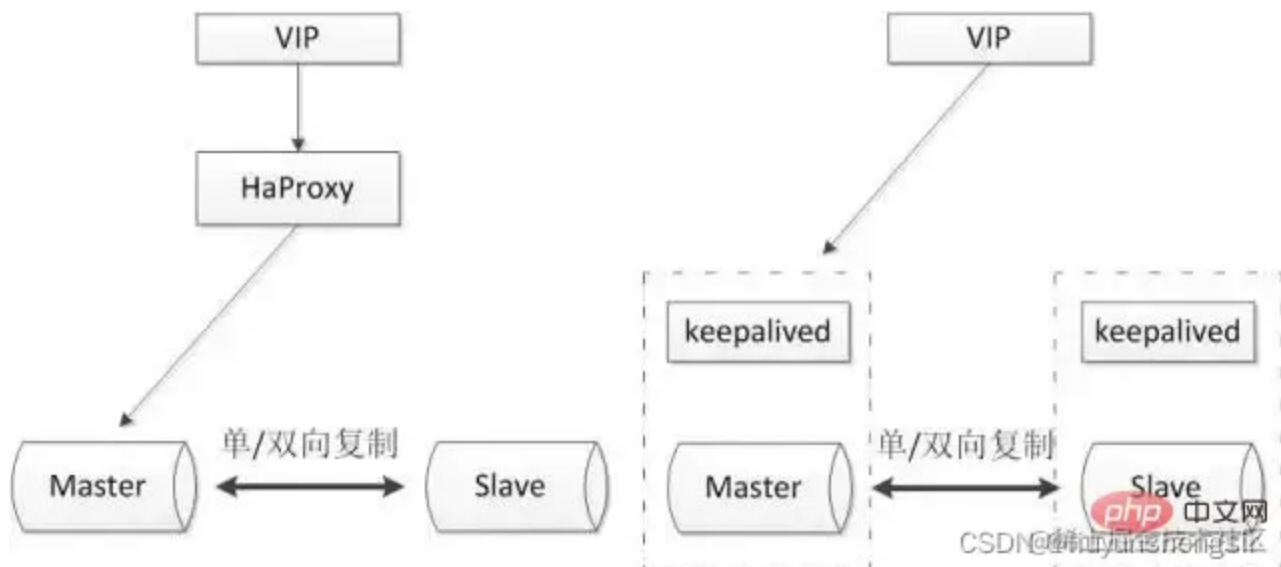 VIP
HaProxy
Master
单/双向复制
Slave
VIP
keepalived
keepalived
Master
单/双向复制
Slave
php 中文网
CSDN